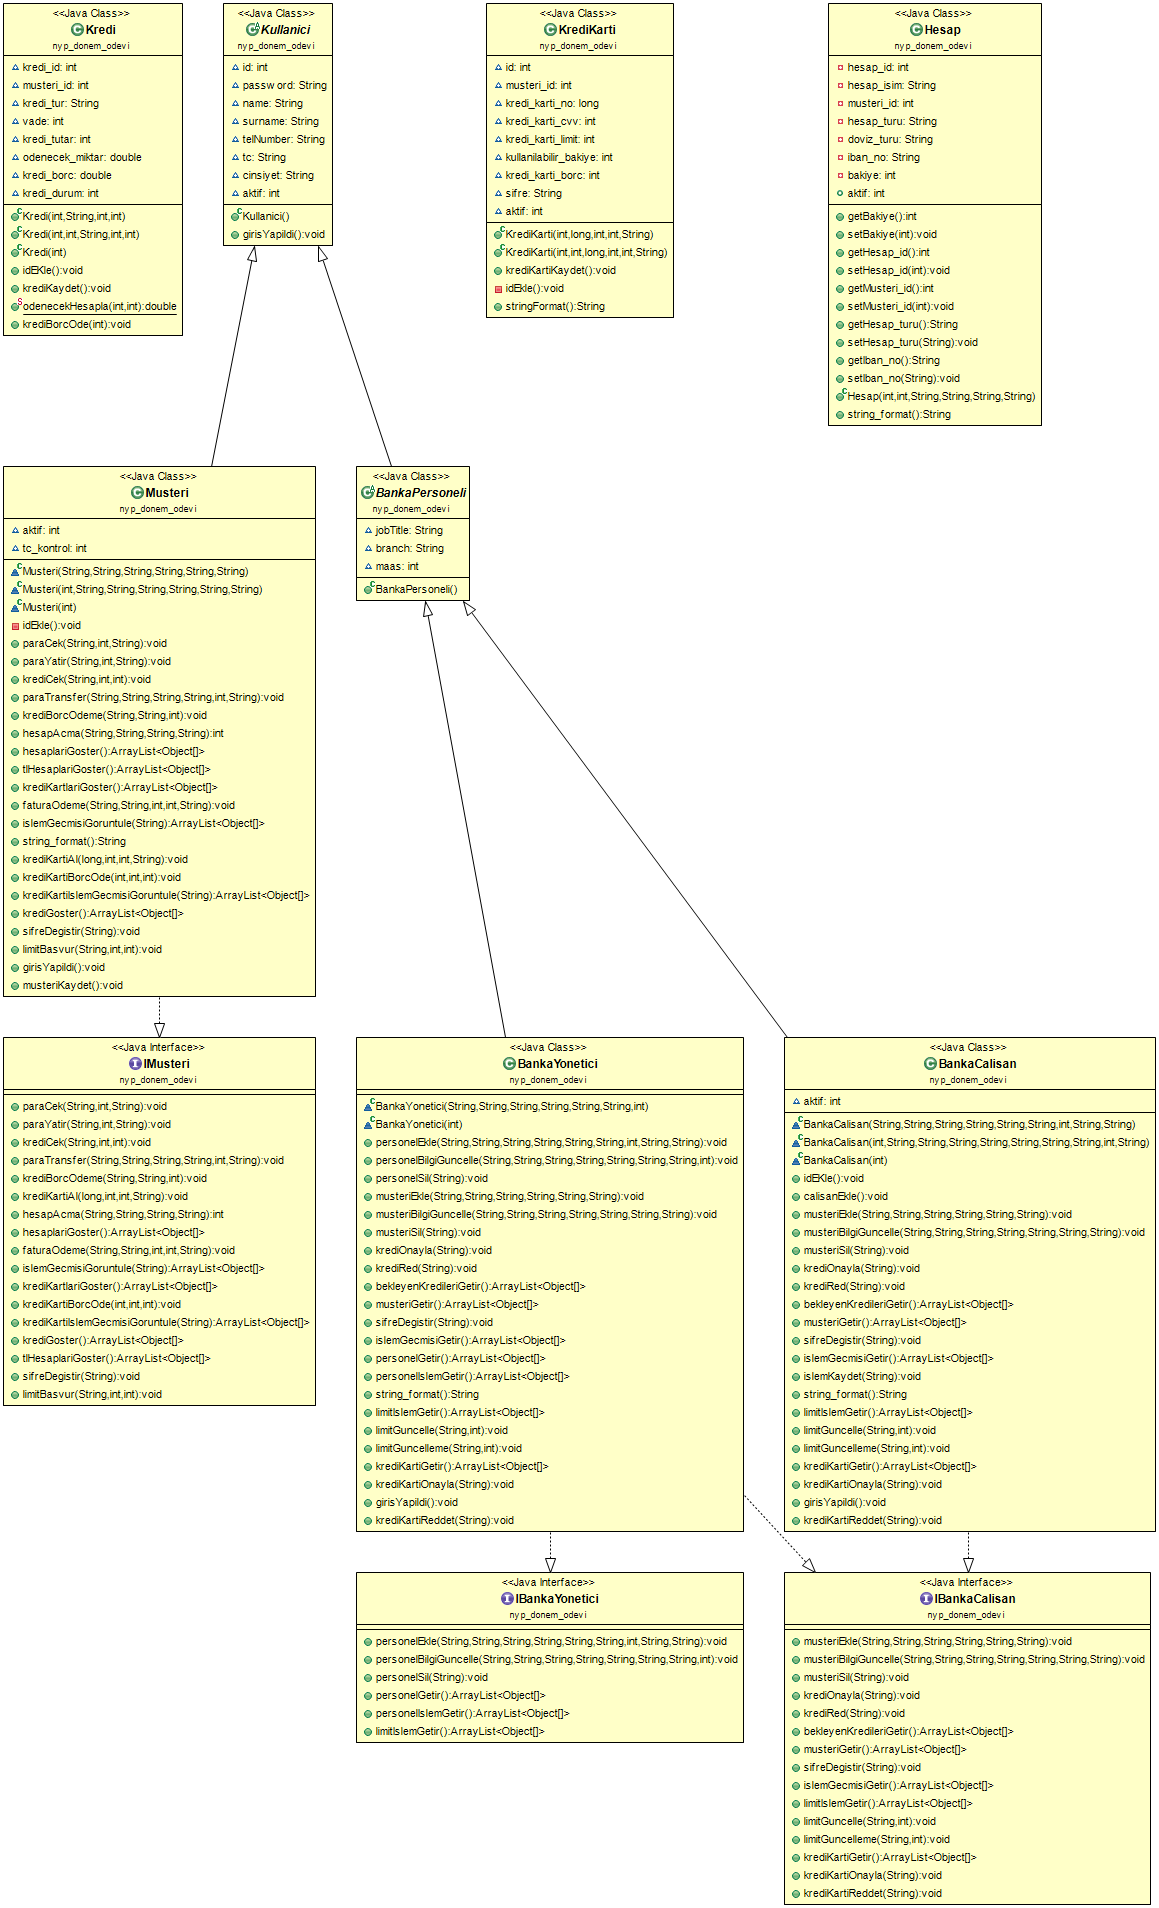 <<Java Class>>
Kredi
nyp_donem_odevi
kredi_id: int
musteri_id: int
kredi_tur: String
vade: int
kredi_tutar: int
odenecek_miktar: double
kredi_borc: double
kredi_durum: int
Kredi(int,String,int,int)
Kredi(int,int,String,int,int)
Kredi(int)
idEKle():void
krediKaydet():void
odenecekHesapla(int,int):double
krediBorcOde(int):void
<<Java Class>>
Kullanici
nyp_donem_odevi
id: int
password: String
name: String
surname: String
telNumber: String
tc: String
cinsiyet: String
aktif: int
Kullanici()
girisYapildi():void
<<Java Class>>
KrediKarti
nyp_donem_odevi
id: int
musteri_id: int
kredi_karti_no: long
kredi_karti_cvv: int
kredi_karti_limit: int
kullanilabilir_bakiye: int
kredi_karti_borc: int
sifre: String
aktif: int
KrediKarti(int,long,int,int,String)
KrediKarti(int,int,long,int,int,String)
krediKartiKaydet():void
idEkle():void
stringFormat():String
<<Java Class>>
Hesap
nyp_donem_odevi
hesap_id: int
hesap_isim: String
musteri_id: int
hesap_turu: String
doviz_turu: String
iban_no: String
bakiye: int
aktif: int
getBakiye():int
setBakiye(int):void
getHesap_id():int
setHesap_id(int):void
getMusteri_id():int
setMusteri_id(int):void
getHesap_turu():String
setHesap_turu(String):void
getIban_no():String
setIban_no(String):void
Hesap(int,int,String,String,String,String)
string_format():String
<<Java Class>>
Musteri
nyp_donem_odevi
aktif: int
tc_kontrol: int
Musteri(String,String,String,String,String,String)
Musteri(int,String,String,String,String,String,String)
Musteri(int)
idEkle():void
paraCek(String,int,String):void
paraYatir(String,int,String):void
krediCek(String,int,int):void
paraTransfer(String,String,String,String,int,String):void
krediBorcOdeme(String,String,int):void
hesapAcma(String,String,String,String):int
hesaplariGoster():ArrayList<Object[]>
tlHesaplariGoster():ArrayList<Object[]>
krediKartlariGoster():ArrayList<Object[]>
faturaOdeme(String,String,int,int,String):void
islemGecmisiGoruntule(String):ArrayList<Object[]>
string_format():String
krediKartiAl(long,int,int,String):void
krediKartiBorcOde(int,int,int):void
krediKartiIslemGecmisiGoruntule(String):ArrayList<Object[]>
krediGoster():ArrayList<Object[]>
sifreDegistir(String):void
limitBasvur(String,int,int):void
girisYapildi():void
musteriKaydet():void
<<Java Class>>
BankaPersoneli
nyp_donem_odevi
jobTitle: String
branch: String
maas: int
BankaPersoneli()
<<Java Interface>>
IMusteri
nyp_donem_odevi
paraCek(String,int,String):void
paraYatir(String,int,String):void
krediCek(String,int,int):void
paraTransfer(String,String,String,String,int,String):void
krediBorcOdeme(String,String,int):void
krediKartiAl(long,int,int,String):void
hesapAcma(String,String,String,String):int
hesaplariGoster():ArrayList<Object[]>
faturaOdeme(String,String,int,int,String):void
islemGecmisiGoruntule(String):ArrayList<Object[]>
krediKartlariGoster():ArrayList<Object[]>
krediKartiBorcOde(int,int,int):void
krediKartiIslemGecmisiGoruntule(String):ArrayList<Object[]>
krediGoster():ArrayList<Object[]>
tlHesaplariGoster():ArrayList<Object[]>
sifreDegistir(String):void
limitBasvur(String,int,int):void
<<Java Class>>
BankaYonetici
nyp_donem_odevi
BankaYonetici(String,String,String,String,String,String,int)
BankaYonetici(int)
personelEkle(String,String,String,String,String,String,int,String,String):void
personelBilgiGuncelle(String,String,String,String,String,String,String,int):void
personelSil(String):void
musteriEkle(String,String,String,String,String,String):void
musteriBilgiGuncelle(String,String,String,String,String,String,String):void
musteriSil(String):void
krediOnayla(String):void
krediRed(String):void
bekleyenKredileriGetir():ArrayList<Object[]>
musteriGetir():ArrayList<Object[]>
sifreDegistir(String):void
islemGecmisiGetir():ArrayList<Object[]>
personelGetir():ArrayList<Object[]>
personelIslemGetir():ArrayList<Object[]>
string_format():String
limitIslemGetir():ArrayList<Object[]>
limitGuncelle(String,int):void
limitGuncelleme(String,int):void
krediKartiGetir():ArrayList<Object[]>
krediKartiOnayla(String):void
girisYapildi():void
krediKartiReddet(String):void
<<Java Class>>
BankaCalisan
nyp_donem_odevi
aktif: int
BankaCalisan(String,String,String,String,String,String,int,String,String)
BankaCalisan(int,String,String,String,String,String,String,String,int,String)
BankaCalisan(int)
idEKle():void
calisanEkle():void
musteriEkle(String,String,String,String,String,String):void
musteriBilgiGuncelle(String,String,String,String,String,String,String):void
musteriSil(String):void
krediOnayla(String):void
krediRed(String):void
bekleyenKredileriGetir():ArrayList<Object[]>
musteriGetir():ArrayList<Object[]>
sifreDegistir(String):void
islemGecmisiGetir():ArrayList<Object[]>
islemKaydet(String):void
string_format():String
limitIslemGetir():ArrayList<Object[]>
limitGuncelle(String,int):void
limitGuncelleme(String,int):void
krediKartiGetir():ArrayList<Object[]>
krediKartiOnayla(String):void
girisYapildi():void
krediKartiReddet(String):void
<<Java Interface>>
IBankaYonetici
nyp_donem_odevi
personelEkle(String,String,String,String,String,String,int,String,String):void
personelBilgiGuncelle(String,String,String,String,String,String,String,int):void
personelSil(String):void
personelGetir():ArrayList<Object[]>
personelIslemGetir():ArrayList<Object[]>
limitIslemGetir():ArrayList<Object[]>
<<Java Interface>>
IBankaCalisan
nyp_donem_odevi
musteriEkle(String,String,String,String,String,String):void
musteriBilgiGuncelle(String,String,String,String,String,String,String):void
musteriSil(String):void
krediOnayla(String):void
krediRed(String):void
bekleyenKredileriGetir():ArrayList<Object[]>
musteriGetir():ArrayList<Object[]>
sifreDegistir(String):void
islemGecmisiGetir():ArrayList<Object[]>
limitIslemGetir():ArrayList<Object[]>
limitGuncelle(String,int):void
limitGuncelleme(String,int):void
krediKartiGetir():ArrayList<Object[]>
krediKartiOnayla(String):void
krediKartiReddet(String):void